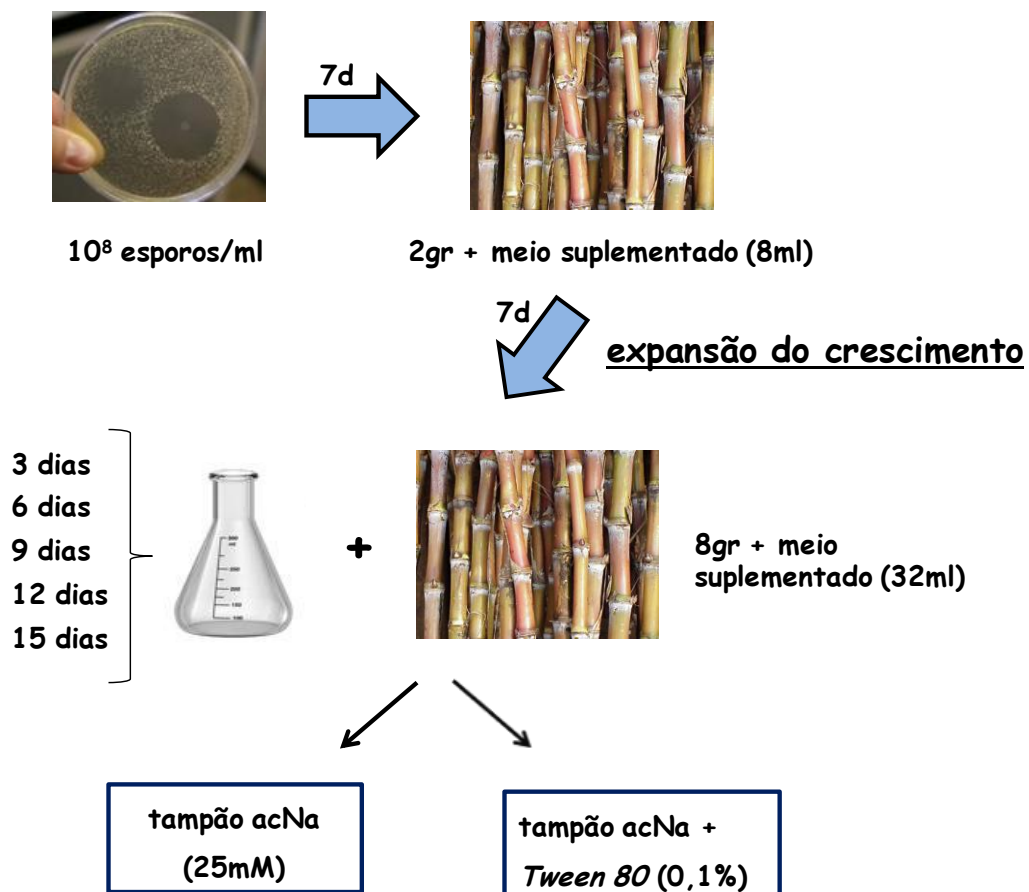 7d
10⁸ esporos/ml
2gr + meio suplementado (8ml)
7d
expansão do crescimento
3 dias
6 dias
9 dias
12 dias
15 dias
+
8gr + meio
suplementado (32ml)
tampão acNa
(25mM)
tampão acNa +
Tween 80 (0,1%)